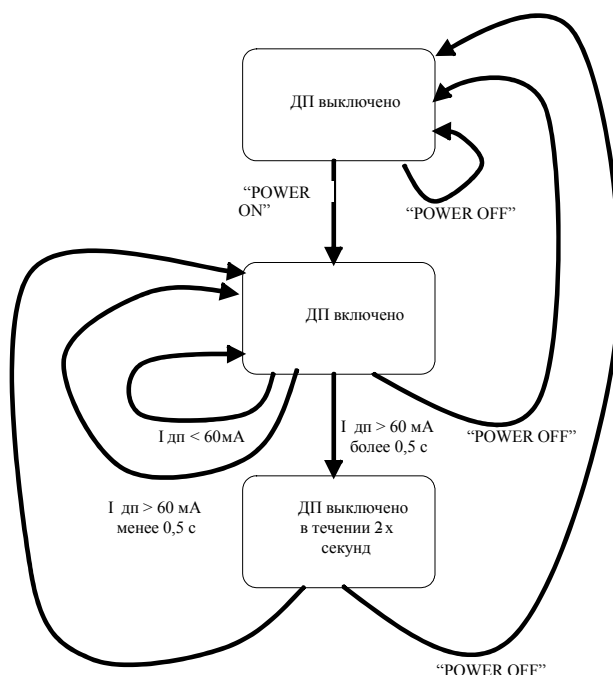 ДП выключено
“POWER
ON”
“POWER OFF”
ДП включено
I дп < 60мА
I дп > 60 мА
более 0,5 с
“POWER OFF”
I дп > 60 мА
менее 0,5 с
ДП выключено
в течении 2х
секунд
“POWER OFF”